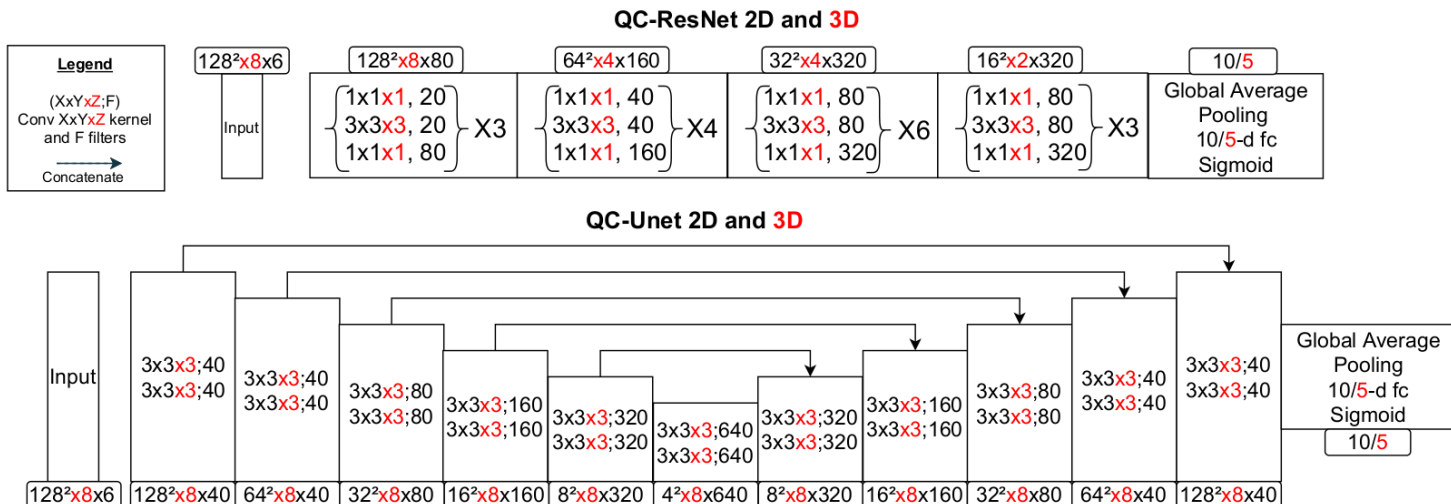 QC-ResNet 2D and 3D
Legend
(XxYxZ;F)
Conv XxYxZ kernel
and F filters
Concatenate
128²x8x6
Input
128²x8x80
1x1x1, 20
3x3x3, 20
1x1x1, 80
X3
64²x4x160
1x1x1, 40
3x3x3, 40
1x1x1, 160
X4
32²x4x320
1x1x1, 80
3x3x3, 80
1x1x1, 320
X6
16²x2x320
1x1x1, 80
3x3x3, 80
1x1x1, 320
X3
10/5
Global Average
Pooling
10/5-d fc
Sigmoid
QC-Unet 2D and 3D
Input
128²x8x6
3x3x3;40
3x3x3;40
128²x8x40
3x3x3;40
3x3x3;40
64²x8x40
3x3x3;80
3x3x3;80
32²x8x80
3x3x3;160
3x3x3;160
16²x8x160
3x3x3;320
3x3x3;320
8²x8x320
3x3x3;640
3x3x3;640
4²x8x640
3x3x3;320
3x3x3;320
8²x8x320
3x3x3;160
3x3x3;160
16²x8x160
3x3x3;80
3x3x3;80
32²x8x80
3x3x3;40
3x3x3;40
64²x8x40
3x3x3;40
3x3x3;40
128²x8x40
Global Average
Pooling
10/5-d fc
Sigmoid
10/5